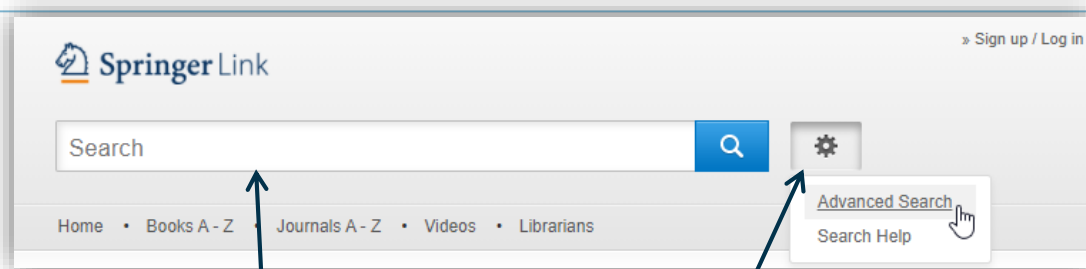 » Sign up / Log in
Springer Link
Search
Advanced Search
Search Help
Home • Books A - Z • Journals A - Z • Videos • Librarians